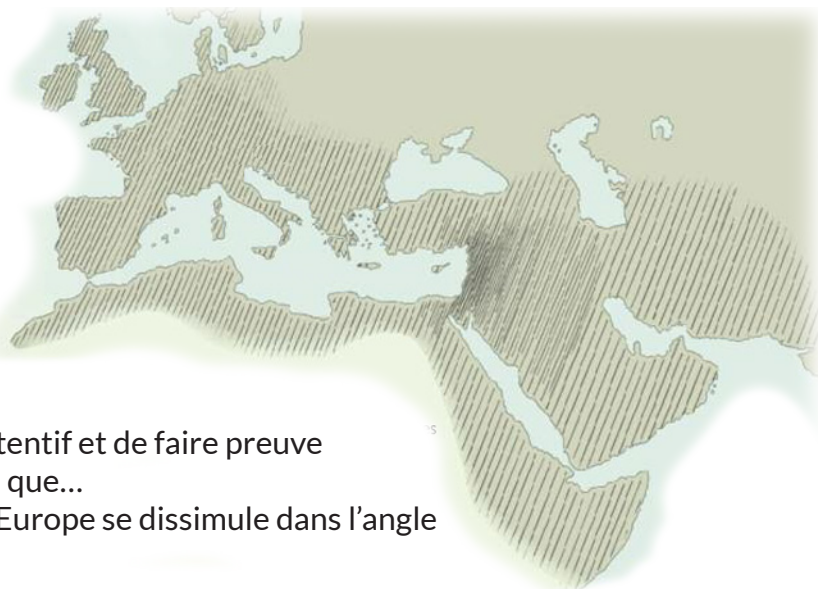 tentif et de faire preuve
que...
Europe se dissimule dans l’angle